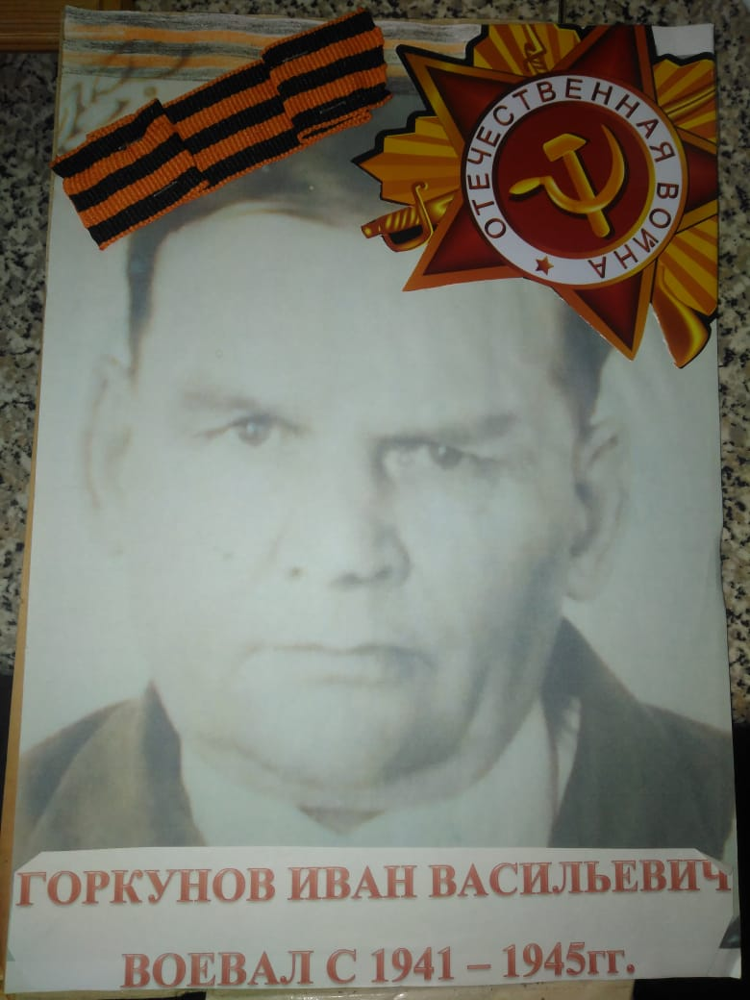 ОТЕЧЕСТВЕННАЯ ВОЙНА
ГОРКУНОВ ИВАН ВАСИЛЬЕВИЧ
ВОЕВАЛ С 1941 – 1945гг.